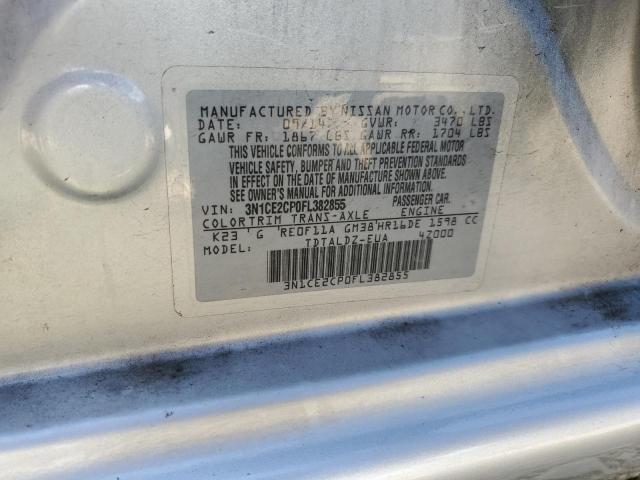 MANUFACTURED BY NISSAN MOTOR CO., LTD.
DATE: 09/14 GVWR: 3470 LBS
GAWR FR: 1867 LBS GAWR RR: 1704 LBS
THIS VEHICLE CONFORMS TO ALL APPLICABLE FEDERAL MOTOR
VEHICLE SAFETY, BUMPER AND THEFT PREVENTION STANDARDS
IN EFFECT ON THE DATE OF MANUFACTURE SHOWN ABOVE.
SEE OWNER'S MANUAL FOR ADDITIONAL INFORMATION.
VIN: 3N1CE2CP0FL382855 PASSENGER CAR.
COLOR TRIM TRANS-AXLE ENGINE
K23 G RE0F11A GM38 HR16DE 1598 CC
MODEL: TDTALDZ-EUA 42000
3N1CE2CP0FL382855